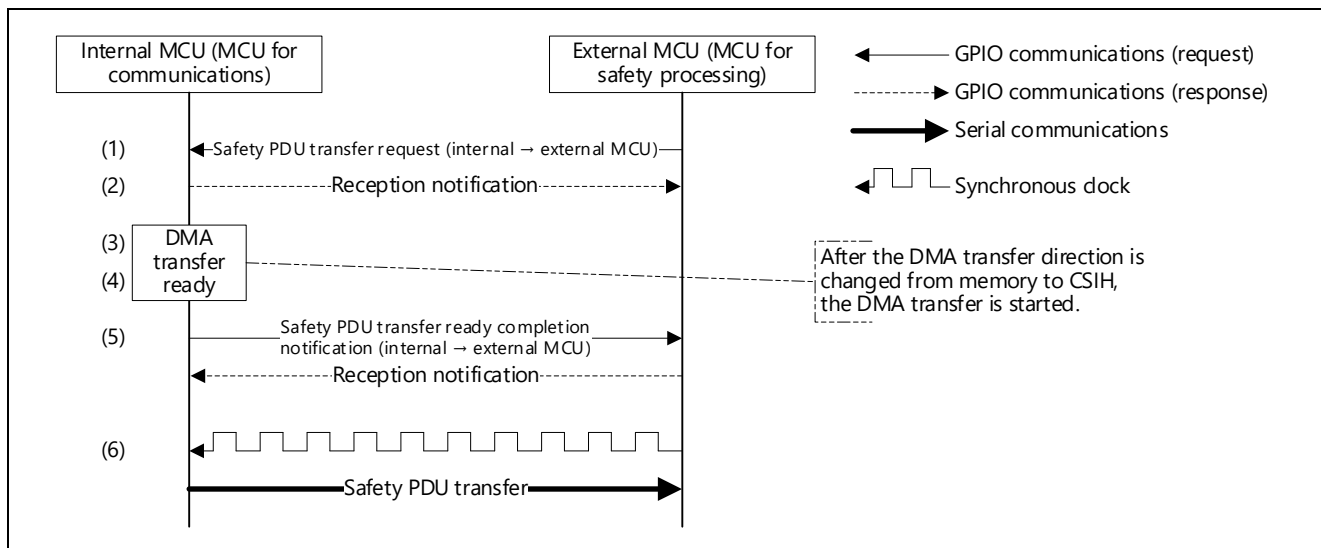 Internal MCU (MCU for
communications)
External MCU (MCU for
safety processing)
GPIO communications (request)
GPIO communications (response)
Serial communications
Synchronous clock
(1)
Safety PDU transfer request (internal → external MCU)
(2)
Reception notification
(3)
(4)
DMA
transfer
ready
After the DMA transfer direction is
changed from memory to CSIH,
the DMA transfer is started.
(5)
Safety PDU transfer ready completion
notification (internal → external MCU)
Reception notification
(6)
Safety PDU transfer